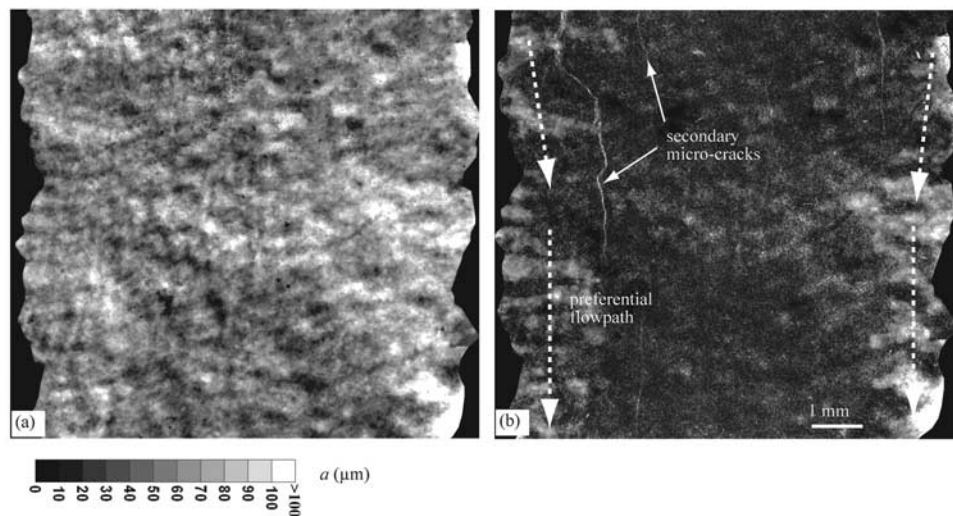 secondary
micro-cracks
preferential
flowpath
(a)
(b)
1 mm
a (µm)
0
10
20
30
40
50
60
70
80
90
100
>100